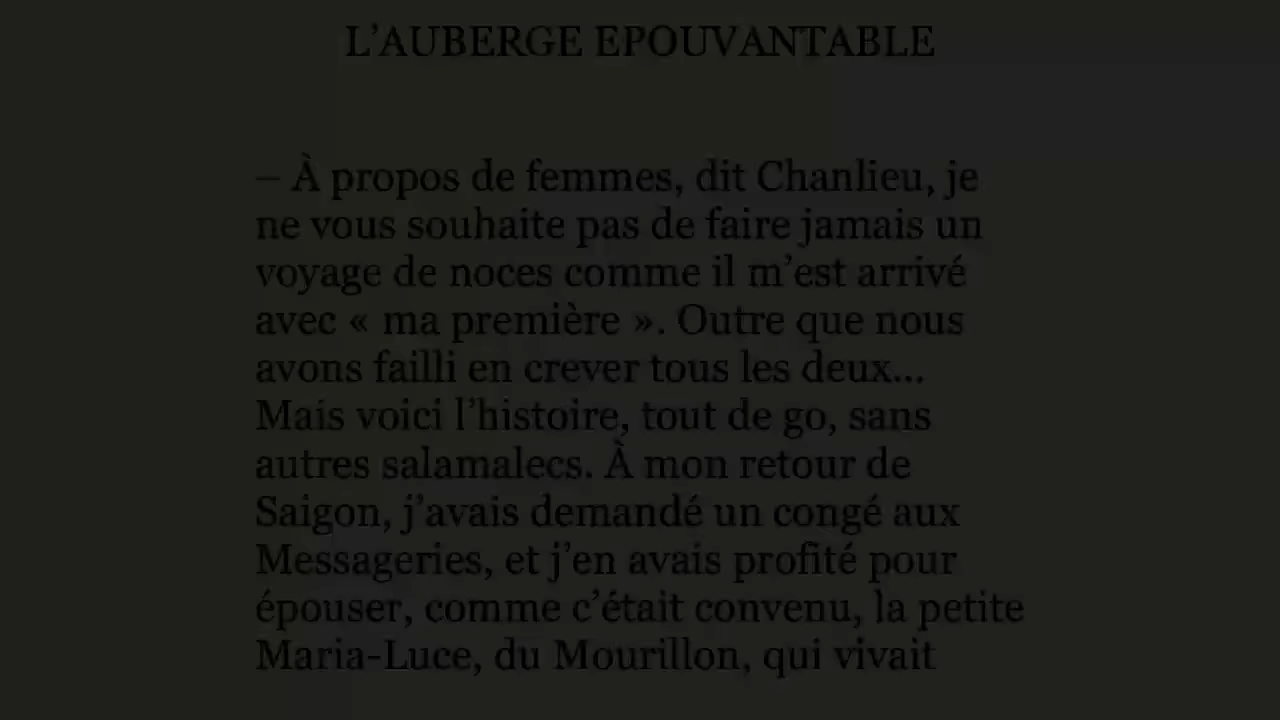 L’AUBERGE EPOUVANTABLE
– À propos de femmes, dit Chanlieu, je
ne vous souhaite pas de faire jamais un
voyage de noces comme il m’est arrivé
avec « ma première ». Outre que nous
avons failli en crever tous les deux...
Mais voici l’histoire, tout de go, sans
autres salamalecs. À mon retour de
Saigon, j’avais demandé un congé aux
Messageries, et j’en avais profité pour
épouser, comme c’était convenu, la petite
Maria-Luce, du Mourillon, qui vivait